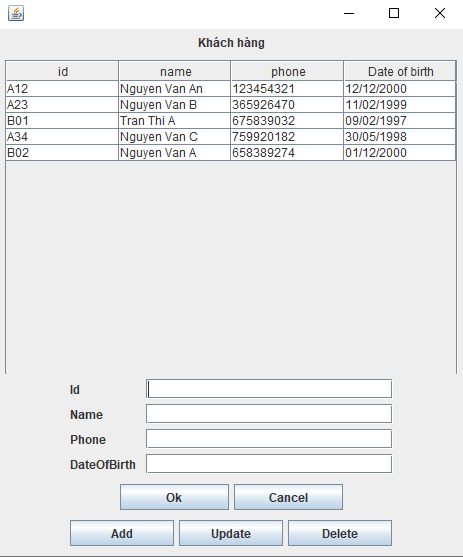 Khách hàng
id name phone Date of birth
A12 Nguyen Van An 123454321 12/12/2000
A23 Nguyen Van B 365926470 11/02/1999
B01 Tran Thi A 675839032 09/02/1997
A34 Nguyen Van C 759920182 30/05/1998
B02 Nguyen Van A 658389274 01/12/2000
Id
Name
Phone
DateOfBirth
Ok Cancel
Add Update Delete